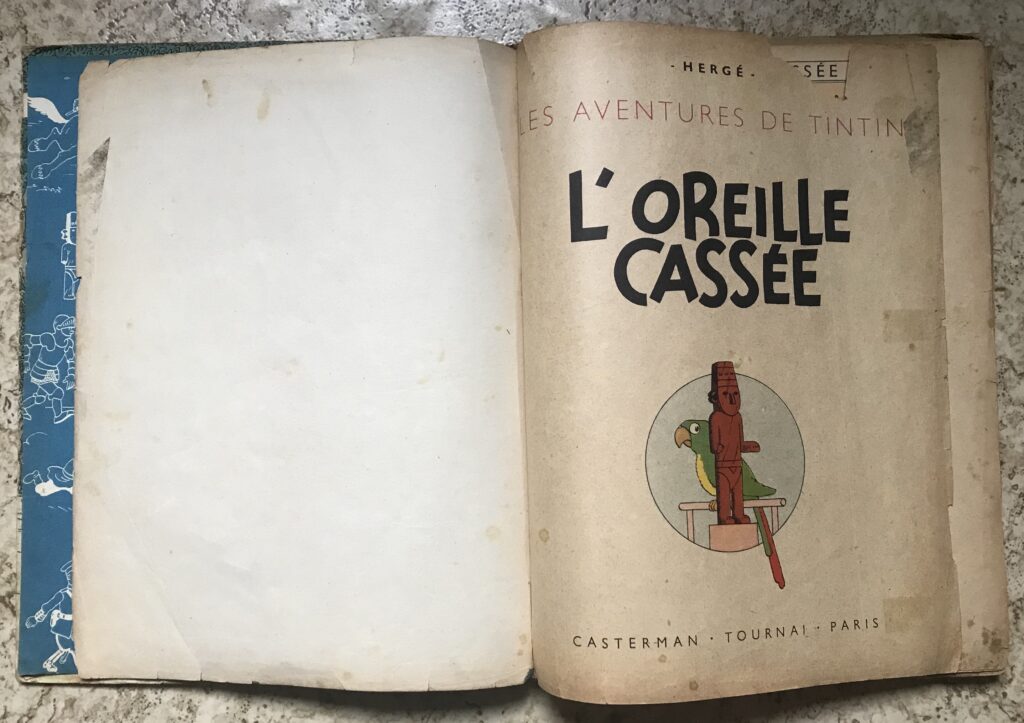 - HERGÉ -
SSÉE
LES AVENTURES DE TINTIN
L'OREILLE
CASSÉE
CASTERMAN · TOURNAI · PARIS